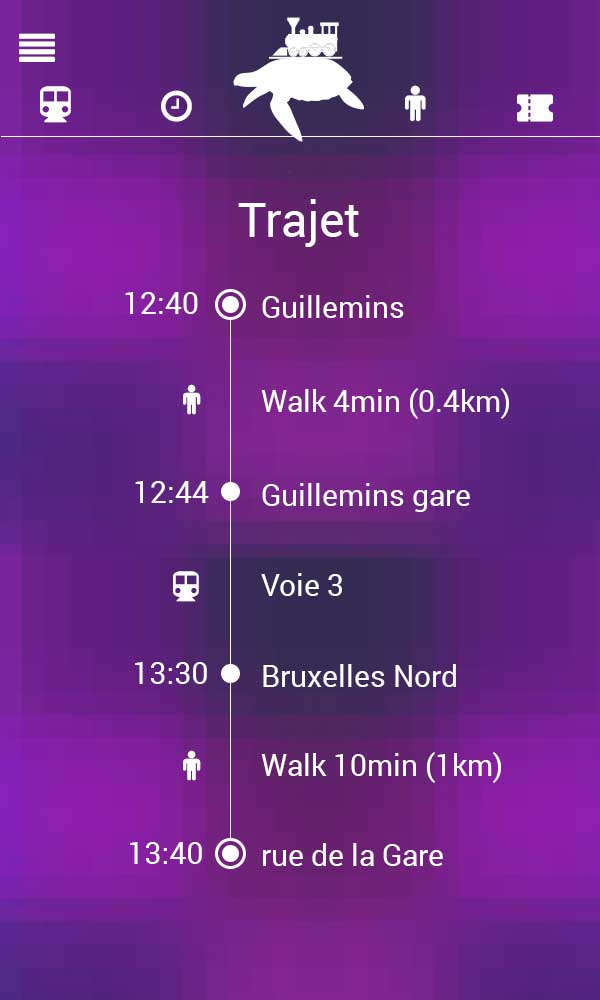 Trajet
12:40 Guillemins
Walk 4min (0.4km)
12:44 Guillemins gare
Voie 3
13:30 Bruxelles Nord
Walk 10min (1km)
13:40 rue de la Gare